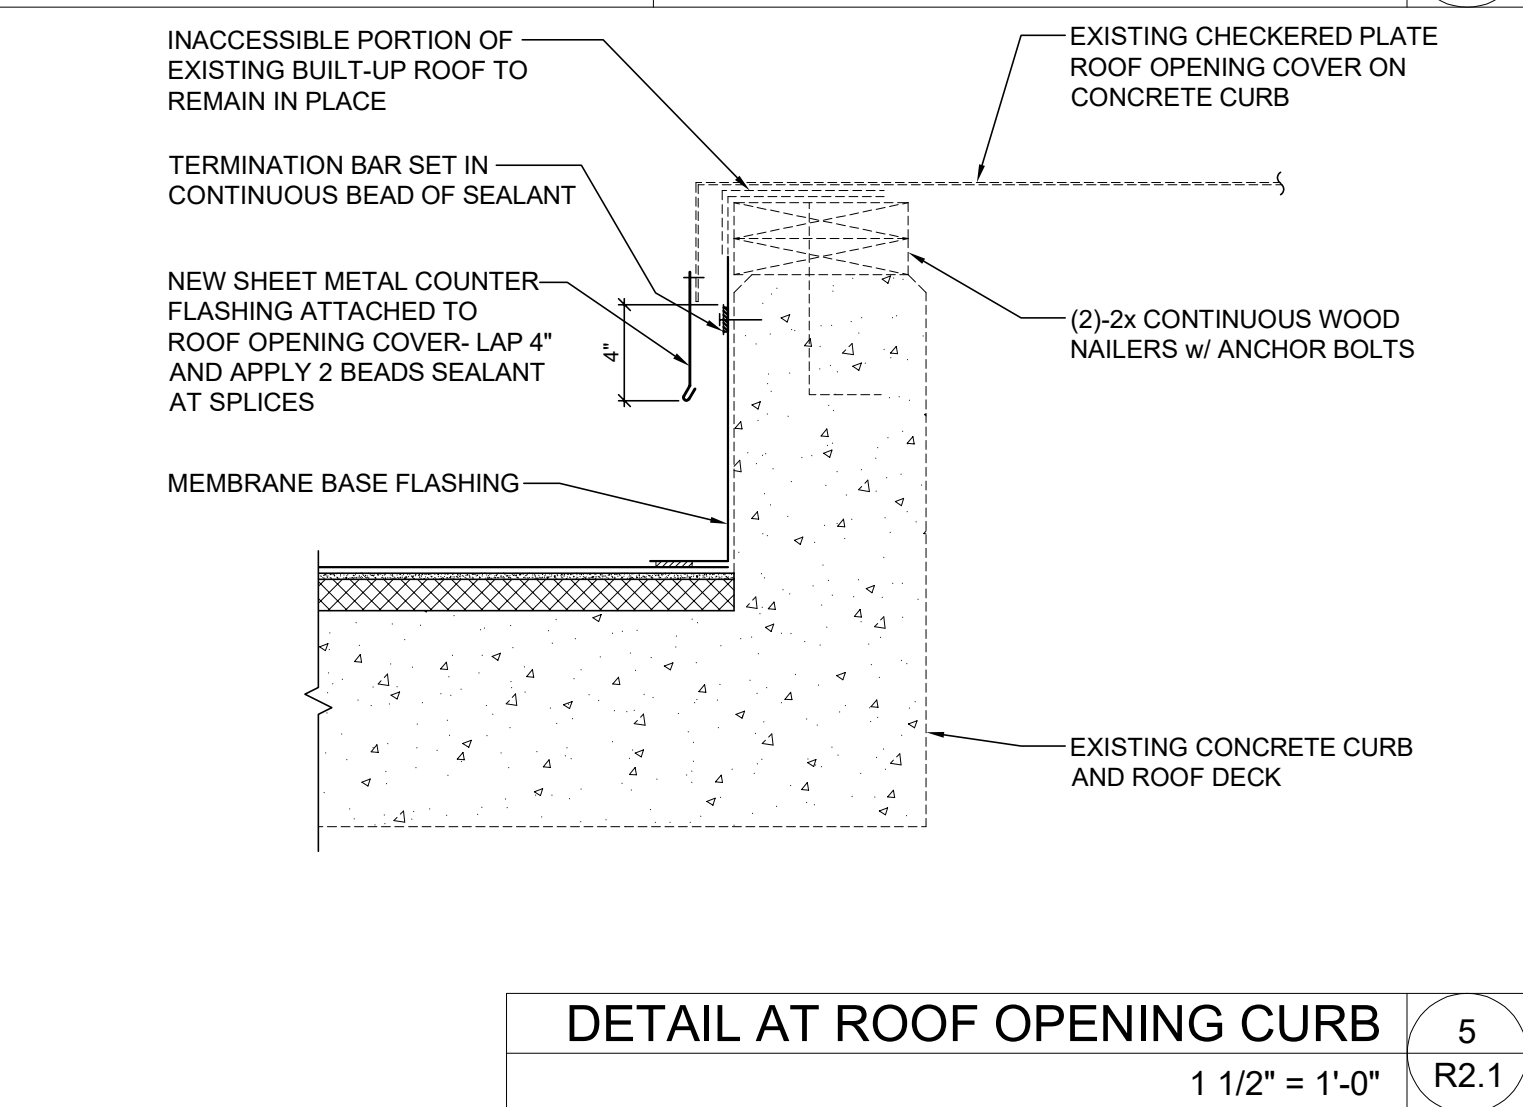 INACCESSIBLE PORTION OF
EXISTING BUILT-UP ROOF TO
REMAIN IN PLACE
EXISTING CHECKERED PLATE
ROOF OPENING COVER ON
CONCRETE CURB
TERMINATION BAR SET IN
CONTINUOUS BEAD OF SEALANT
NEW SHEET METAL COUNTER
FLASHING ATTACHED TO
ROOF OPENING COVER- LAP 4"
AND APPLY 2 BEADS SEALANT
AT SPLICES
4"
(2)-2x CONTINUOUS WOOD
NAILERS w/ ANCHOR BOLTS
MEMBRANE BASE FLASHING
EXISTING CONCRETE CURB
AND ROOF DECK
DETAIL AT ROOF OPENING CURB
1 1/2" = 1'-0"
5
R2.1